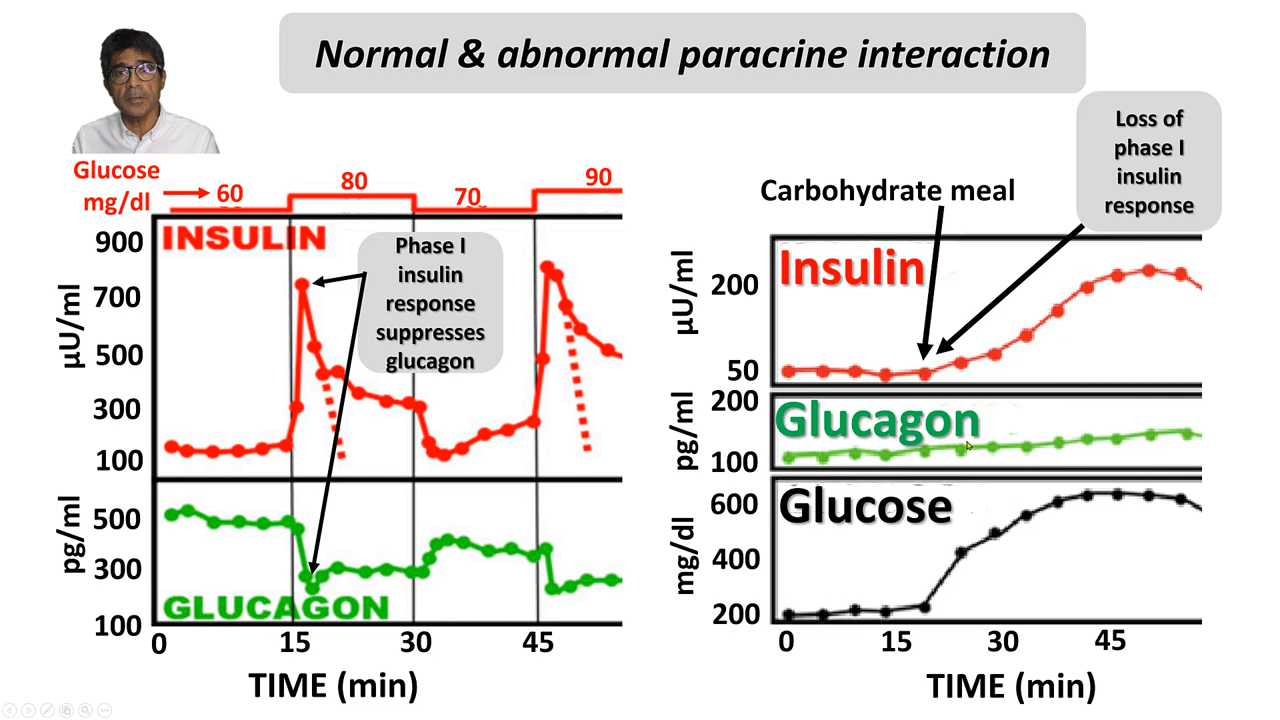 Normal & abnormal paracrine interaction
Loss of
phase I
insulin
response
Glucose
mg/dl
60
80
70
90
INSULIN
Phase I
insulin
response
suppresses
glucagon
900
700
500
300
100
µU/ml
500
300
100
pg/ml
GLUCAGON
0
15
30
45
TIME (min)
Carbohydrate meal
Insulin
200
50
µU/ml
Glucagon
200
100
pg/ml
Glucose
600
400
200
mg/dl
0
15
30
45
TIME (min)